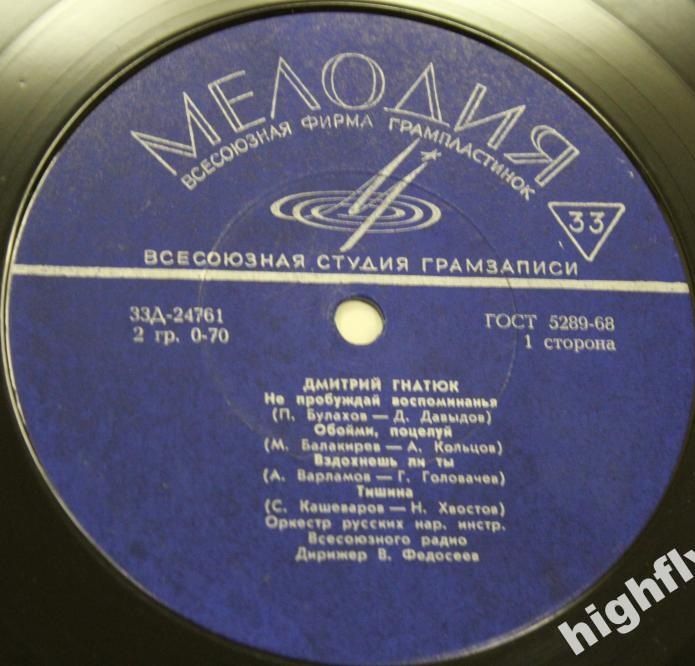 МЕЛОДИЯ
ВСЕСОЮЗНАЯ ФИРМА ГРАМПЛАСТИНОК
33
ВСЕСОЮЗНАЯ СТУДИЯ ГРАМЗАПИСИ
33Д-24761
2 гр. 0-70
ГОСТ 5289-68
1 сторона
ДМИТРИЙ ГНАТЮК
Не пробуждай воспоминанья
(П. Булахов — Д. Давыдов)
Обойми, поцелуй
(М. Балакирев — А. Кольцов)
Вздохнешь ли ты
(А. Варламов — Г. Головачев)
Тишина
(С. Кашеваров — Н. Хвостов)
Оркестр русских нар. инстр.
Всесоюзного радио
Дирижер В. Федосеев
highfly